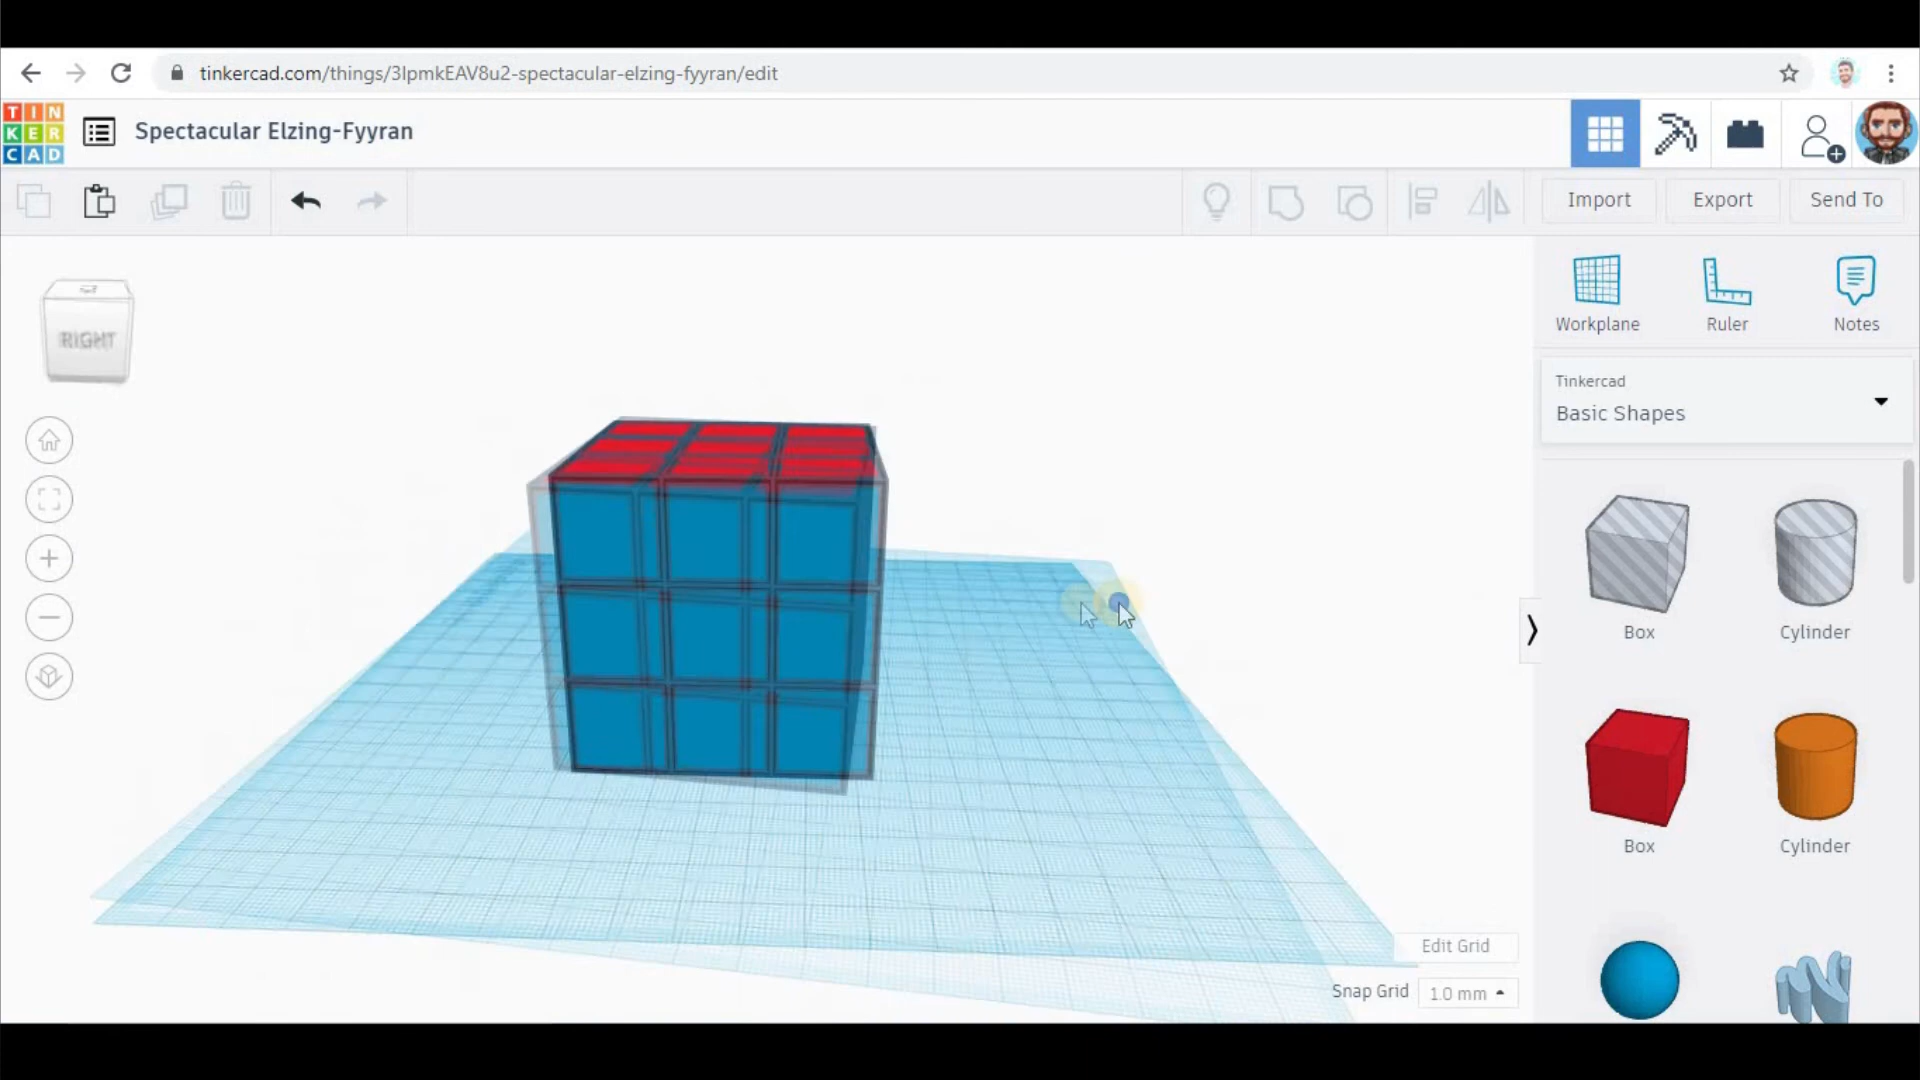 tinkercad.com/things/3lpmkEAV8u2-spectacular-elzing-fyyran/edit
TIN
KER
CAD
Spectacular Elzing-Fyyran
Import
Export
Send To
RIGHT
Workplane
Ruler
Notes
Tinkercad
Basic Shapes
Box
Cylinder
Box
Cylinder
Edit Grid
Snap Grid
1.0 mm